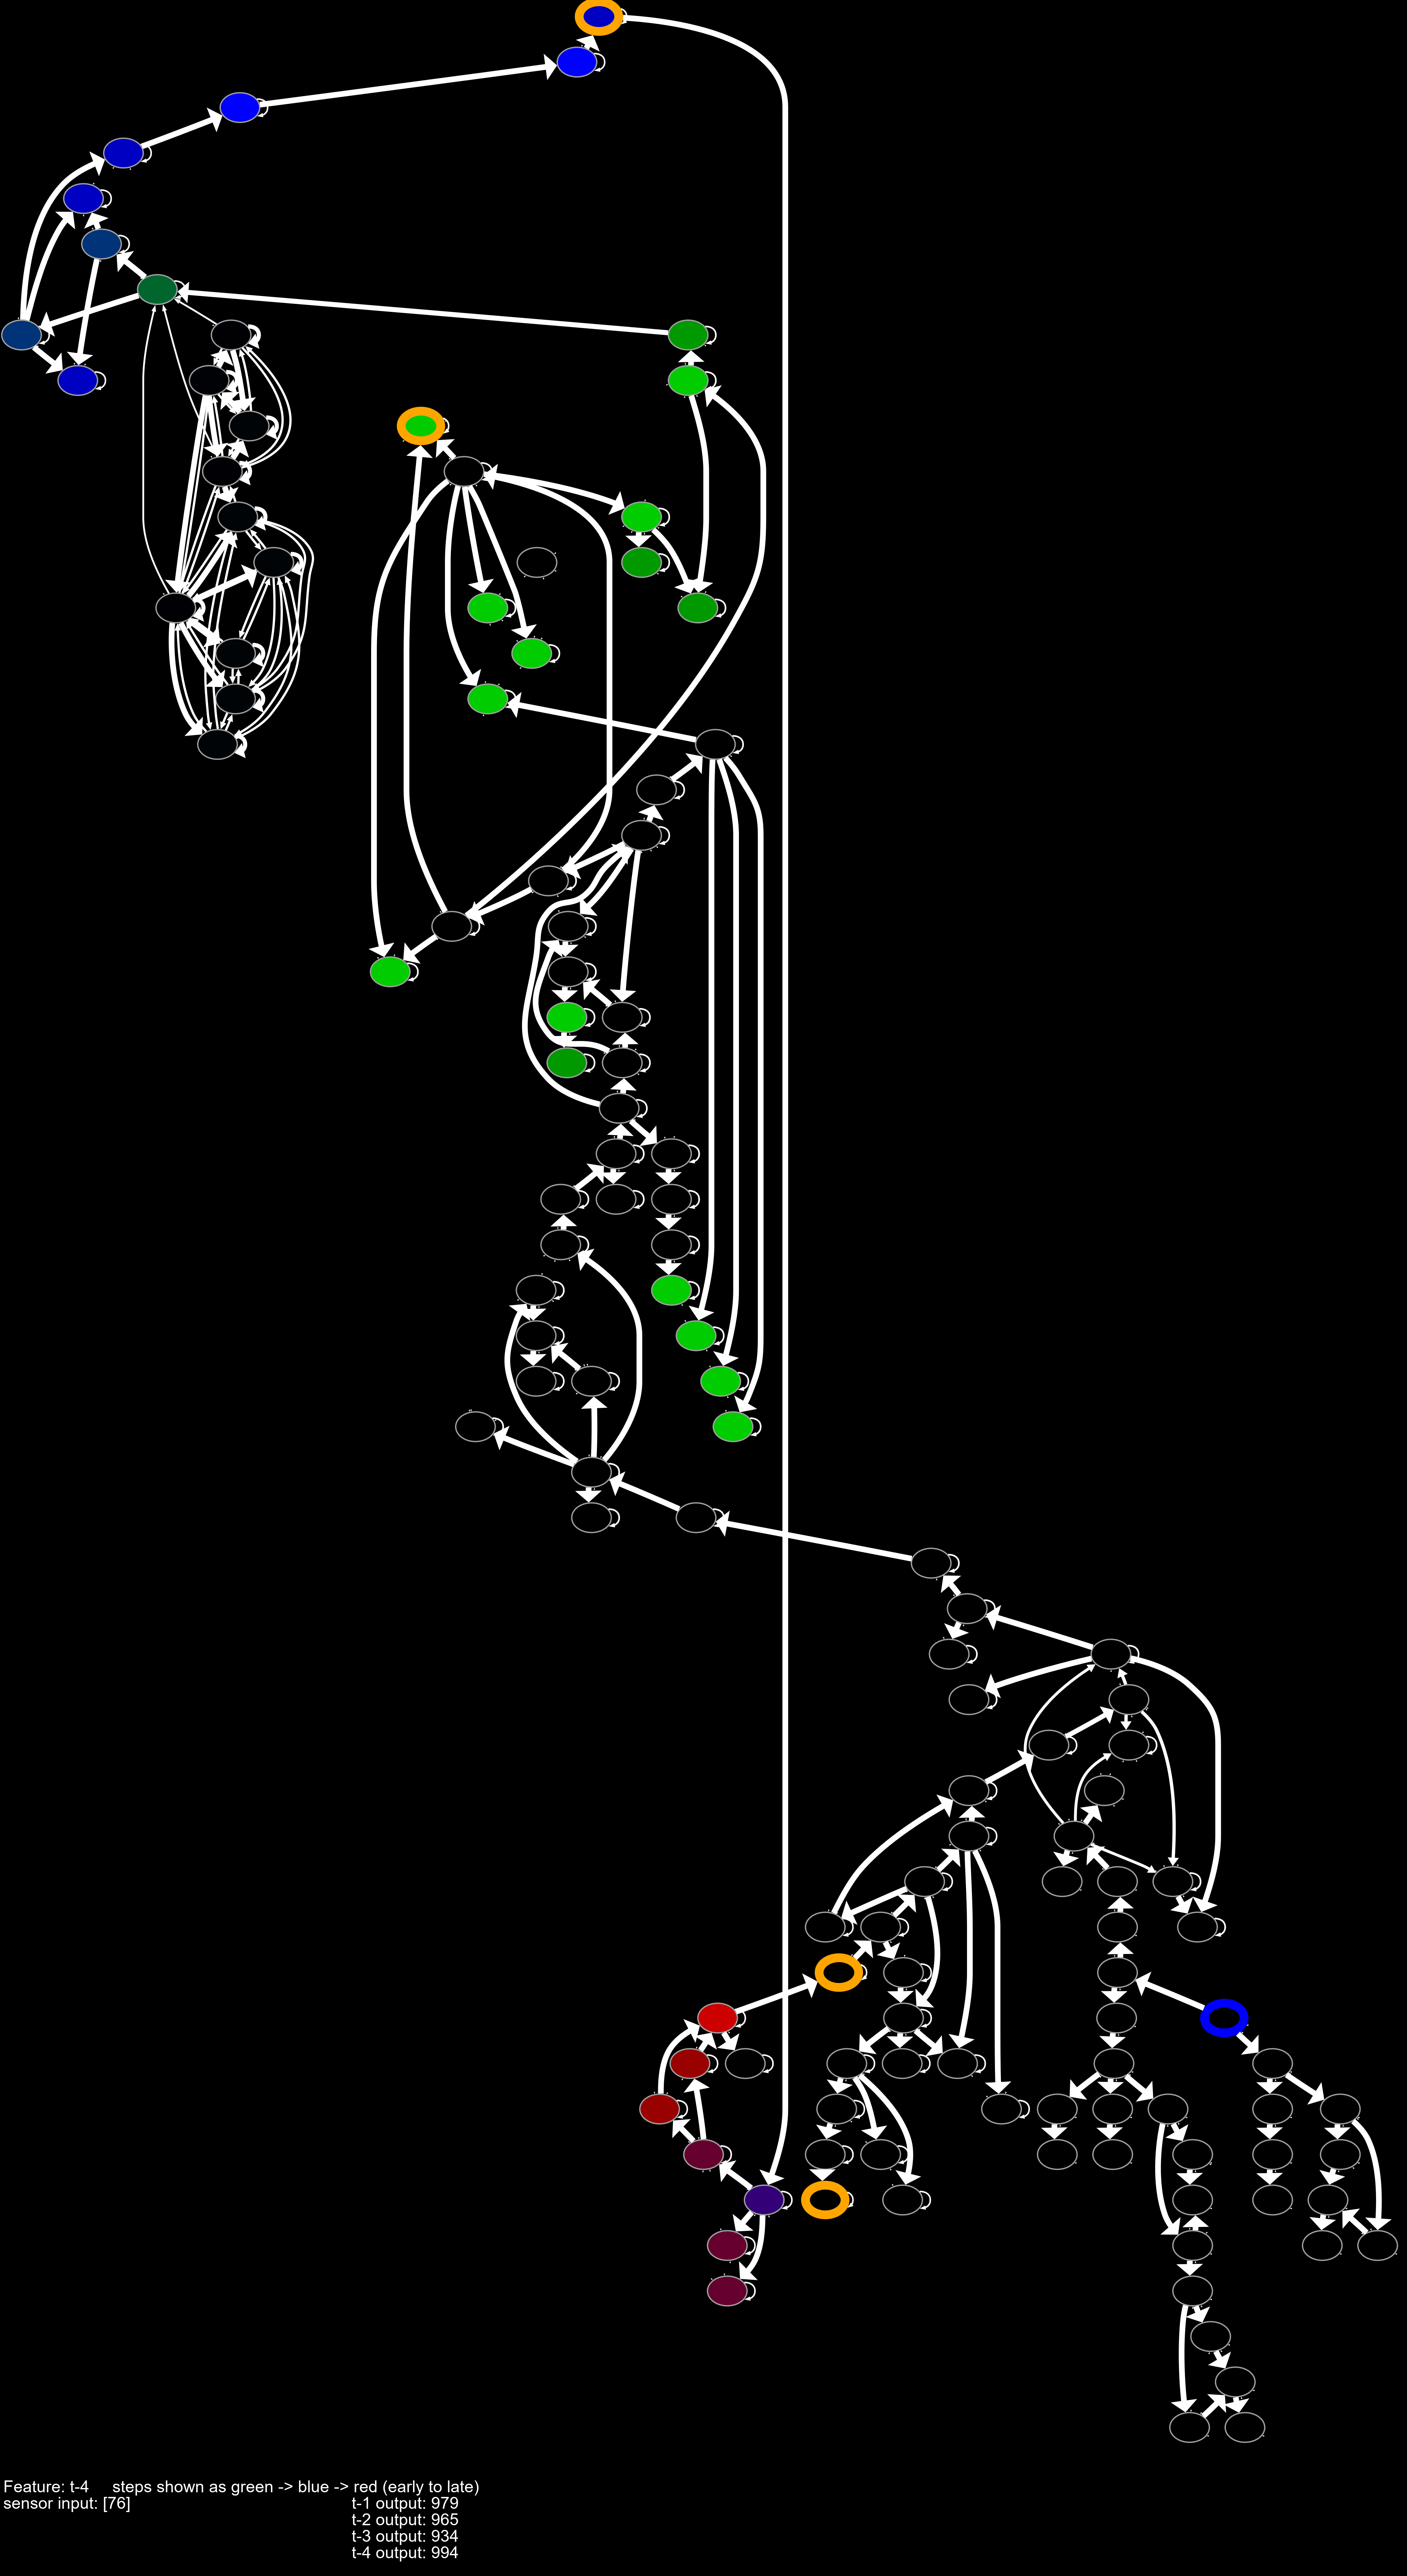 Feature: t-4     steps shown as green -> blue -> red (early to late)
sensor input: [76]
t-1 output: 979
t-2 output: 965
t-3 output: 934
t-4 output: 994